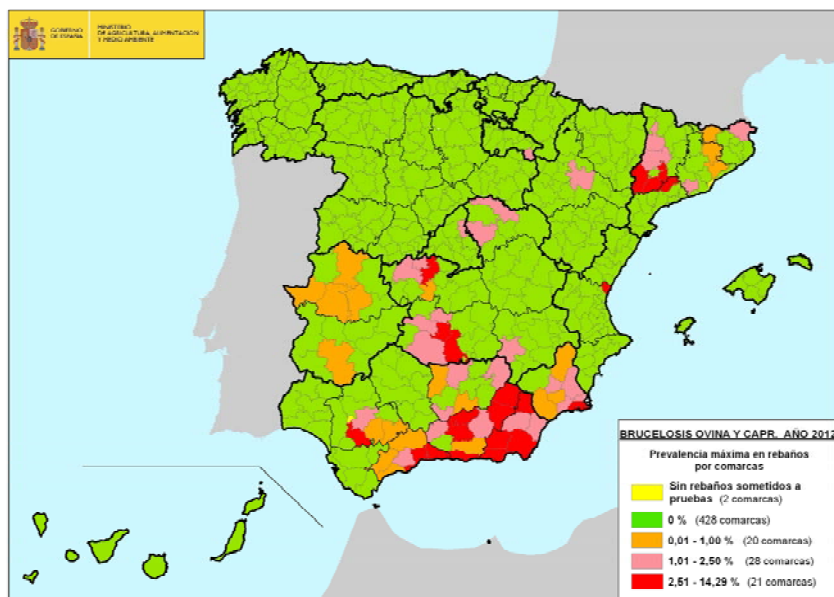 GOBIERNO
DE ESPAÑA
MINISTERIO
DE AGRICULTURA, ALIMENTACIÓN
Y MEDIO AMBIENTE
BRUCELOSIS OVINA Y CAPR. AÑO 2012
Prevalencia máxima en rebaños
por comarcas
Sin rebaños sometidos a
pruebas (2 comarcas)
0 % (428 comarcas)
0,01 - 1,00 % (20 comarcas)
1,01 - 2,50 % (28 comarcas)
2,51 - 14,29 % (21 comarcas)